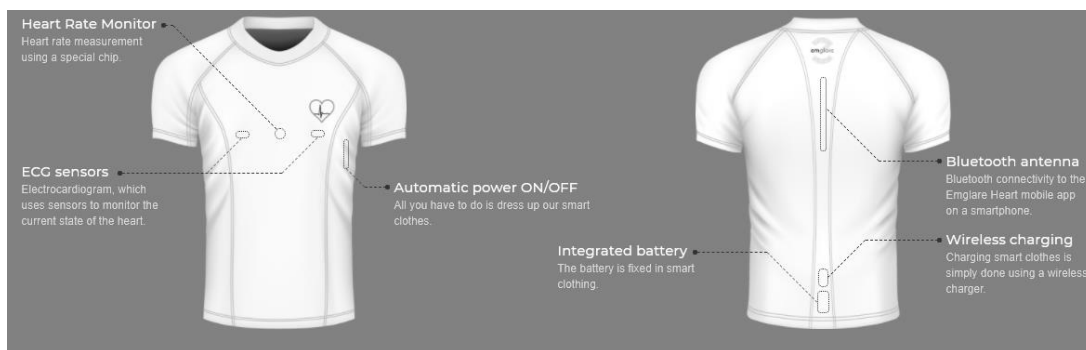 Heart Rate Monitor
Heart rate measurement
using a special chip.
ECG sensors
Electrocardiogram, which
uses sensors to monitor the
current state of the heart.
Automatic power ON/OFF
All you have to do is dress up our smart
clothes.
emglare
Bluetooth antenna
Bluetooth connectivity to the
Emglare Heart mobile app
on a smartphone.
Integrated battery
The battery is fixed in smart
clothing.
Wireless charging
Charging smart clothes is
simply done using a wireless
charger.